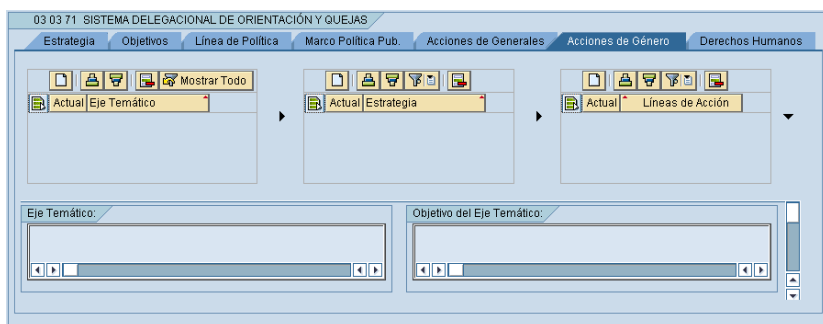 03 03 71 SISTEMA DELEGACIONAL DE ORIENTACIÓN Y QUEJAS
Estrategia Objetivos Línea de Política Marco Política Pub. Acciones de Generales Acciones de Género Derechos Humanos
Mostrar Todo
Actual Eje Temático Actual Estrategia Actual Líneas de Acción
Eje Temático: Objetivo del Eje Temático: